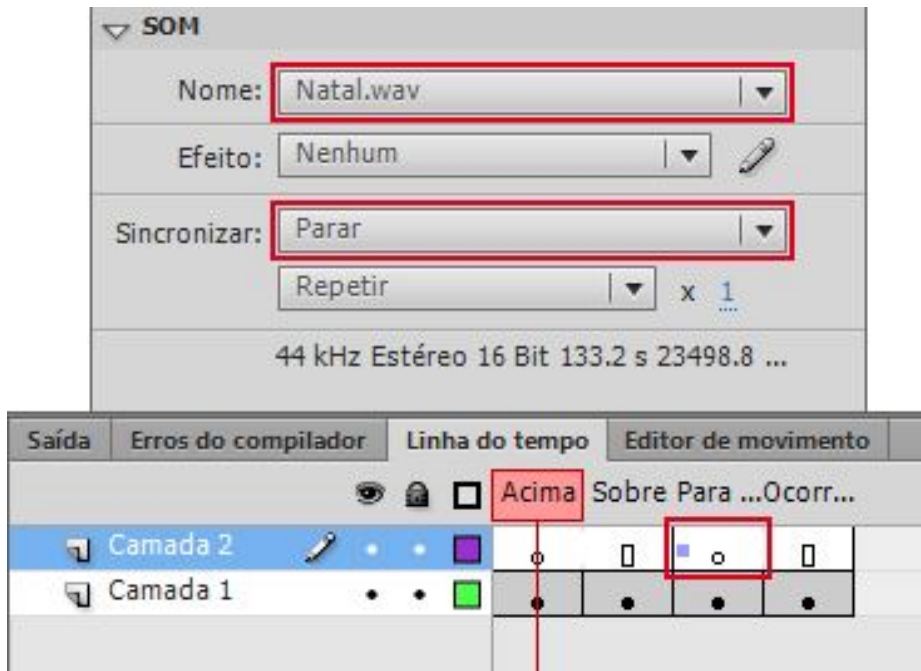 SOM
Nome: Natal.wav
Efeito: Nenhum
Sincronizar: Parar
Repetir x 1
44 kHz Estéreo 16 Bit 133.2 s 23498.8 ...
Saída Erros do compilador Linha do tempo Editor de movimento
Acima Sobre Para ...Ocorr...
Camada 2
Camada 1